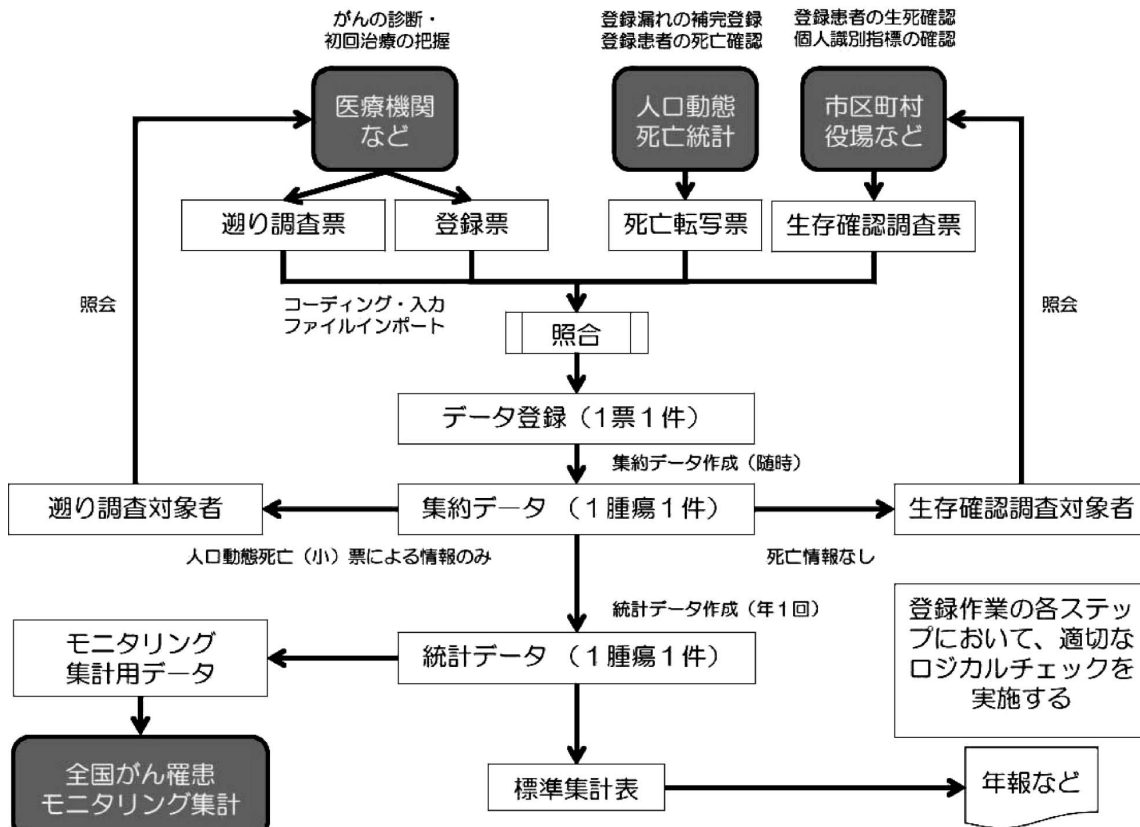 がんの診断・
初回治療の把握
登録漏れの補完登録
登録患者の死亡確認
登録患者の生死確認
個人識別指標の確認
医療機関
など
人口動態
死亡統計
市区町村
役場など
遡り調査票
登録票
死亡転写票
生存確認調査票
照会
コーディング・入力
ファイルインポート
照会
照合
データ登録（１票１件）
集約データ作成（随時）
遡り調査対象者
集約データ（１腫瘍１件）
生存確認調査対象者
人口動態死亡（小）票による情報のみ
死亡情報なし
統計データ作成（年１回）
モニタリング
集計用データ
統計データ（１腫瘍１件）
登録作業の各ステッ
プにおいて、適切な
ロジカルチェックを
実施する
全国がん罹患
モニタリング集計
標準集計表
年報など